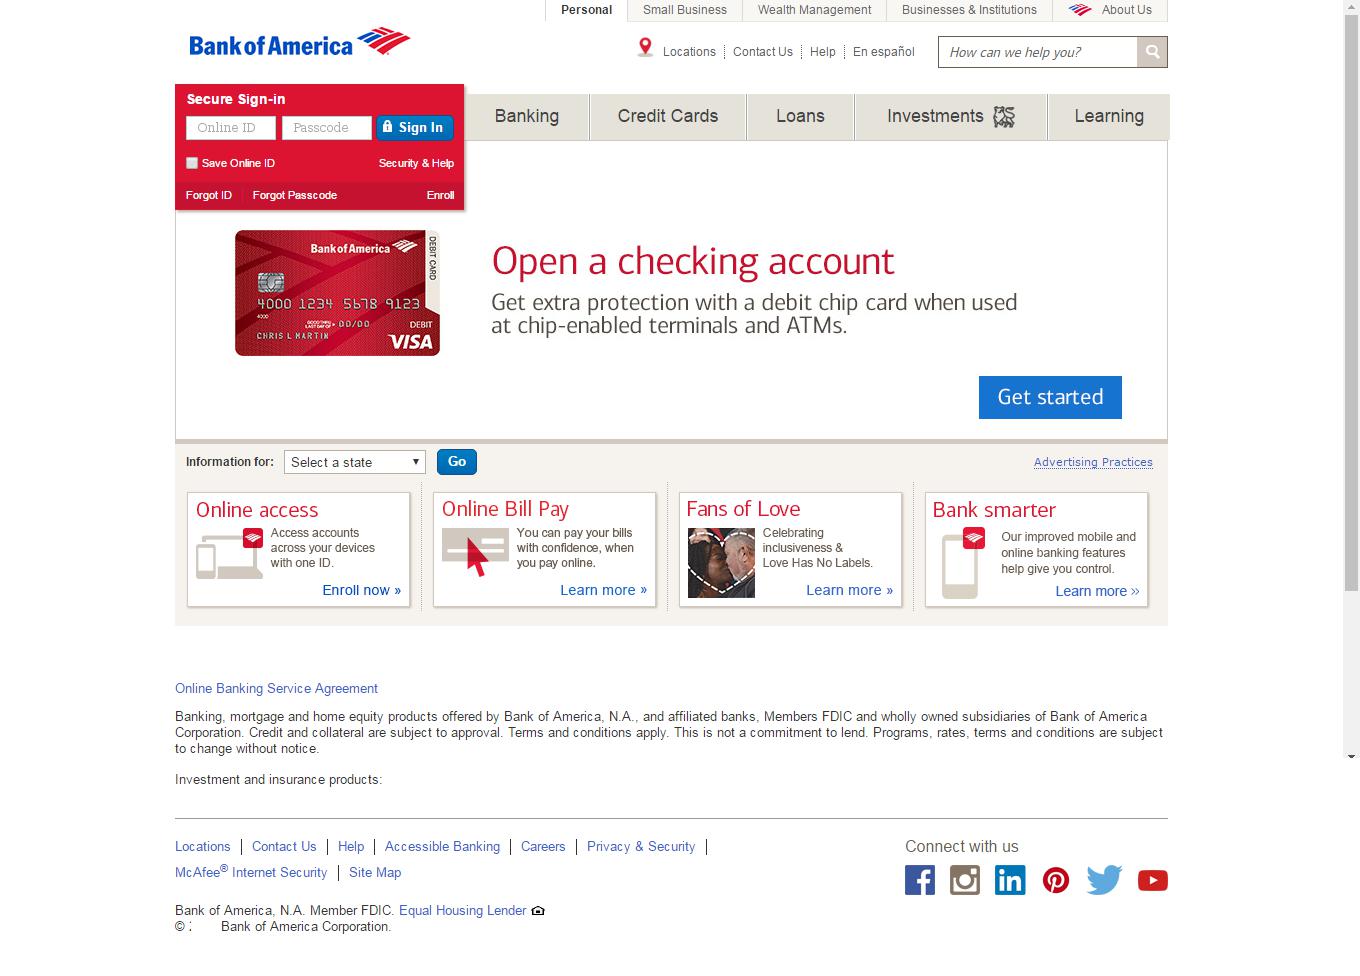 Personal
Small Business
Wealth Management
Businesses & Institutions
About Us
Bank of America
Locations
Contact Us
Help
En español
How can we help you?
Secure Sign-in
Online ID
Passcode
Sign In
Save Online ID
Security & Help
Forgot ID
Forgot Passcode
Enroll
Banking
Credit Cards
Loans
Investments
Learning
Bank of America
DEBIT CARD
4000 1234 5678 9123
4000
GOOD THRU
LAST DAY OF
00/00
DEBIT
CHRIS L MARTIN
VISA
Open a checking account
Get extra protection with a debit chip card when used
at chip-enabled terminals and ATMs.
Get started
Information for:
Select a state
Go
Advertising Practices
Online access
Access accounts
across your devices
with one ID.
Enroll now »
Online Bill Pay
You can pay your bills
with confidence, when
you pay online.
Learn more »
Fans of Love
Celebrating
inclusiveness &
Love Has No Labels.
Learn more »
Bank smarter
Our improved mobile and
online banking features
help give you control.
Learn more »
Online Banking Service Agreement
Banking, mortgage and home equity products offered by Bank of America, N.A., and affiliated banks, Members FDIC and wholly owned subsidiaries of Bank of America
Corporation. Credit and collateral are subject to approval. Terms and conditions apply. This is not a commitment to lend. Programs, rates, terms and conditions are subject
to change without notice.
Investment and insurance products:
Locations
Contact Us
Help
Accessible Banking
Careers
Privacy & Security
McAfee® Internet Security
Site Map
Connect with us
Bank of America, N.A. Member FDIC. Equal Housing Lender
© Bank of America Corporation.